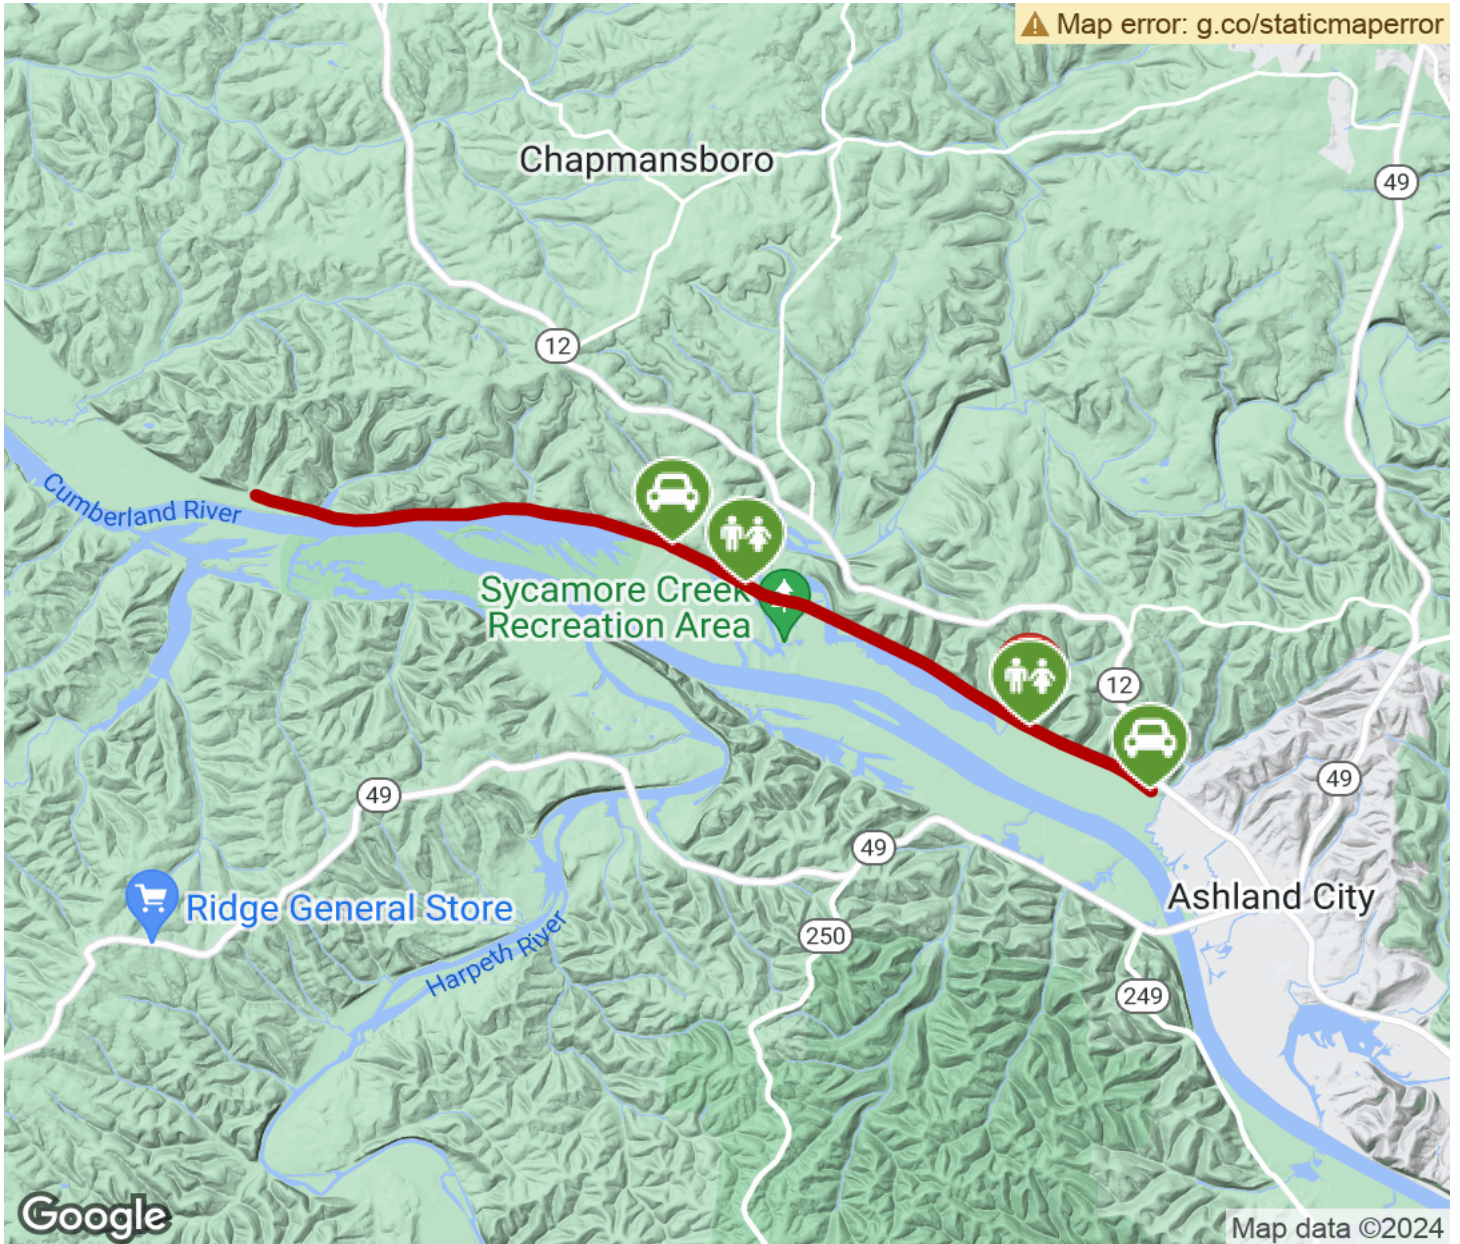 Map error: g.co/staticmaperror
Chapmansboro
49
12
Cumberland River
Sycamore Creek
Recreation Area
12
49
49
49
Ashland City
Ridge General Store
250
Harpeth River
249
Google
Map data ©2024